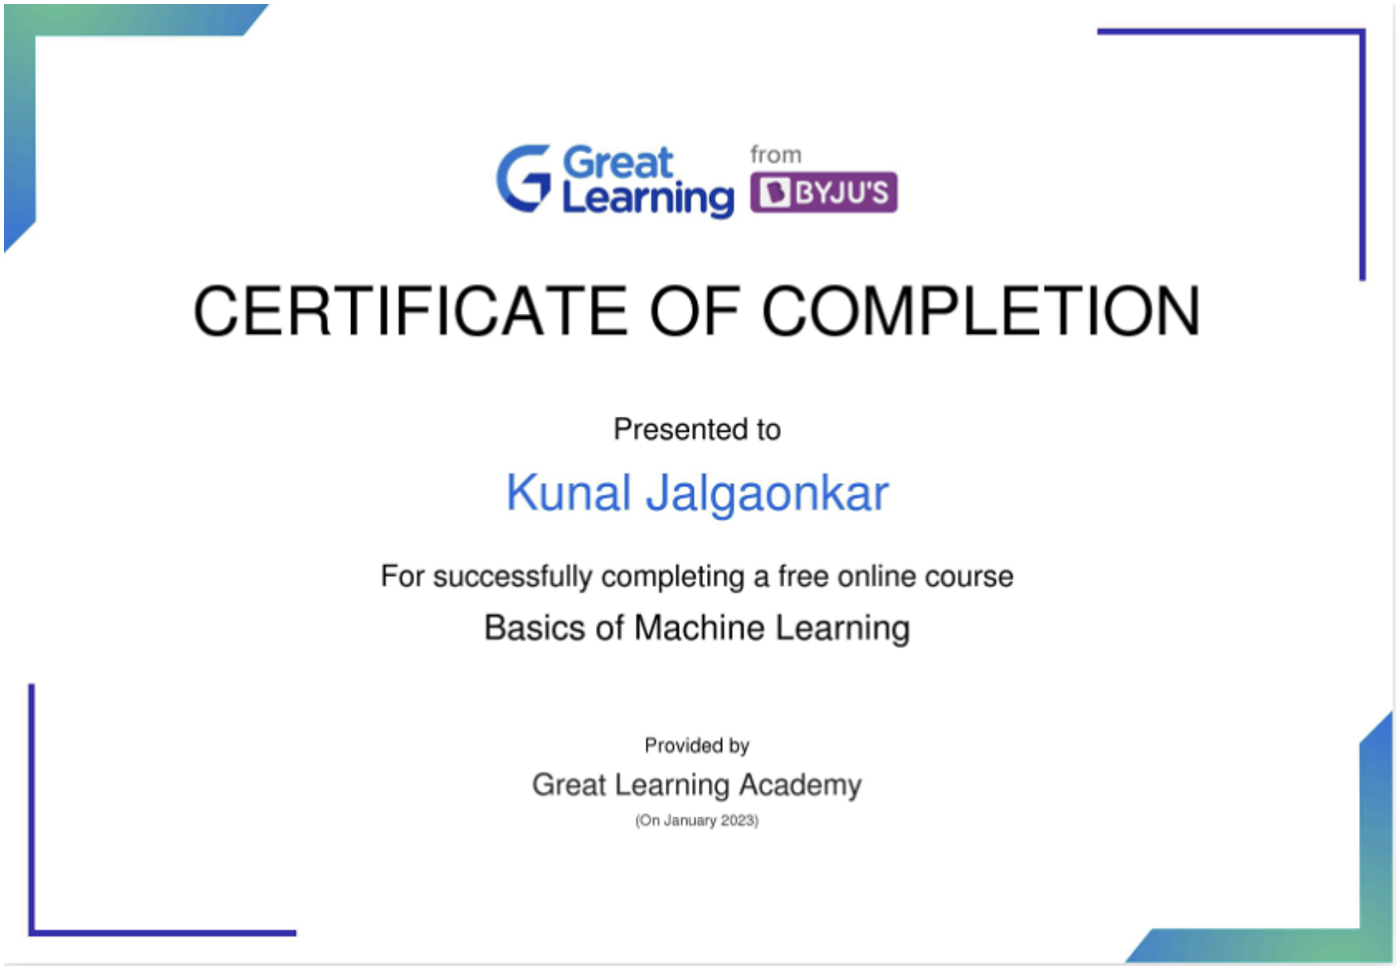 Great Learning
from
BYJU'S
CERTIFICATE OF COMPLETION
Presented to
Kunal Jalgaonkar
For successfully completing a free online course
Basics of Machine Learning
Provided by
Great Learning Academy
(On January 2023)